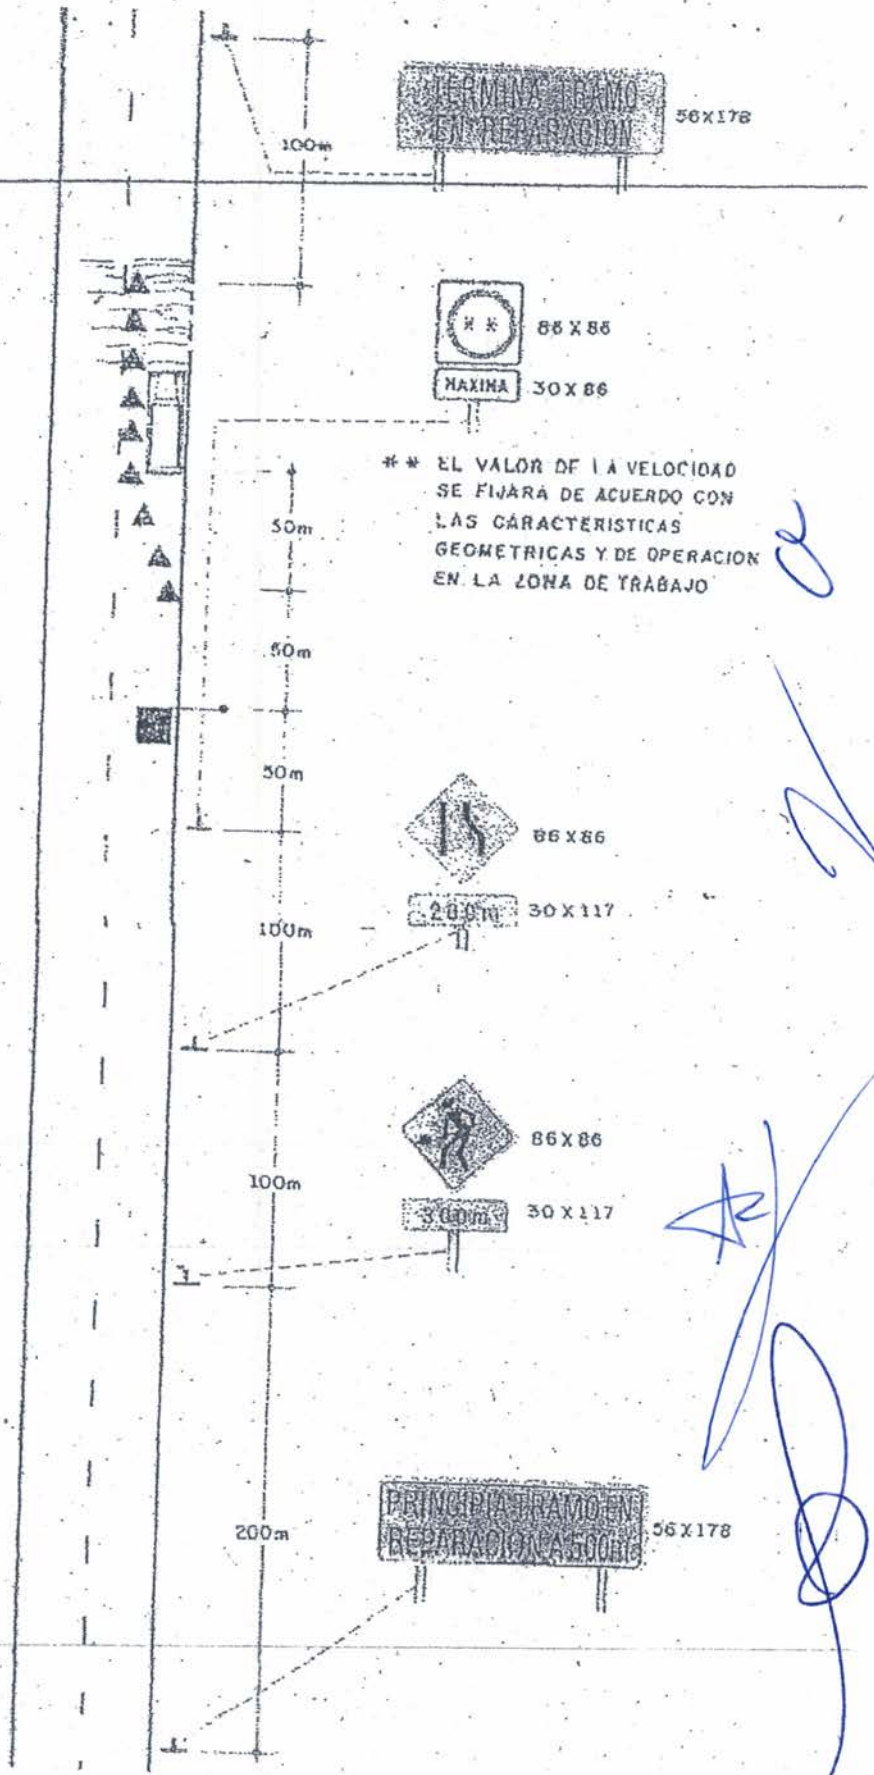 TERMINA TRAMO
EN REPARACION
56X178
100m
* *
86 X 86
MAXIMA
30 X 86
* * EL VALOR DE LA VELOCIDAD
SE FIJARA DE ACUERDO CON
LAS CARACTERISTICAS
GEOMETRICAS Y DE OPERACION
EN LA ZONA DE TRABAJO
50m
50m
50m
86 X 86
200m
30 X 117
100m
86 X 86
100m
300m
30 X 117
PRINCIPIA TRAMO EN
REPARACION A 500m
56 X 178
200m